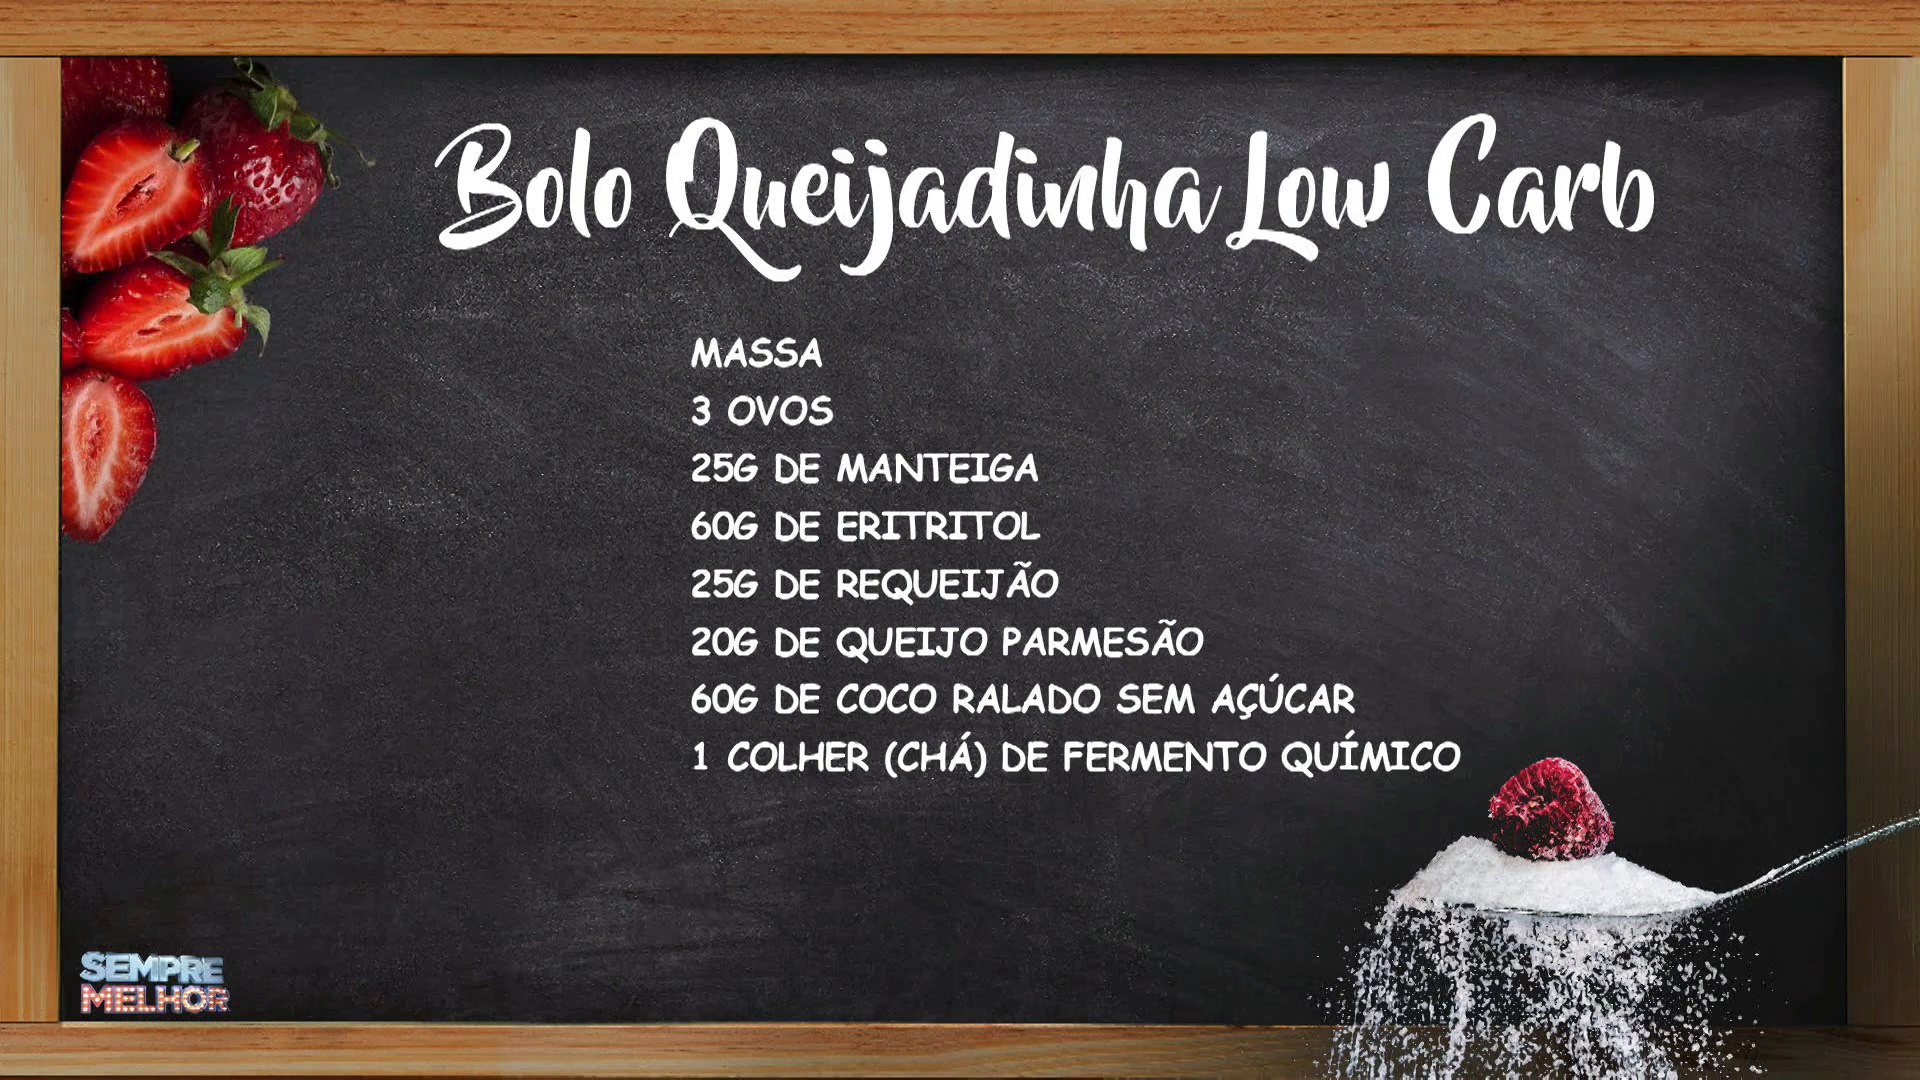 Bolo Queijadinha Low Carb
MASSA
3 OVOS
25G DE MANTEIGA
60G DE ERITRITOL
25G DE REQUEIJÃO
20G DE QUEIJO PARMESÃO
60G DE COCO RALADO SEM AÇÚCAR
1 COLHER (CHÁ) DE FERMENTO QUÍMICO
SEMPRE
MELHOR